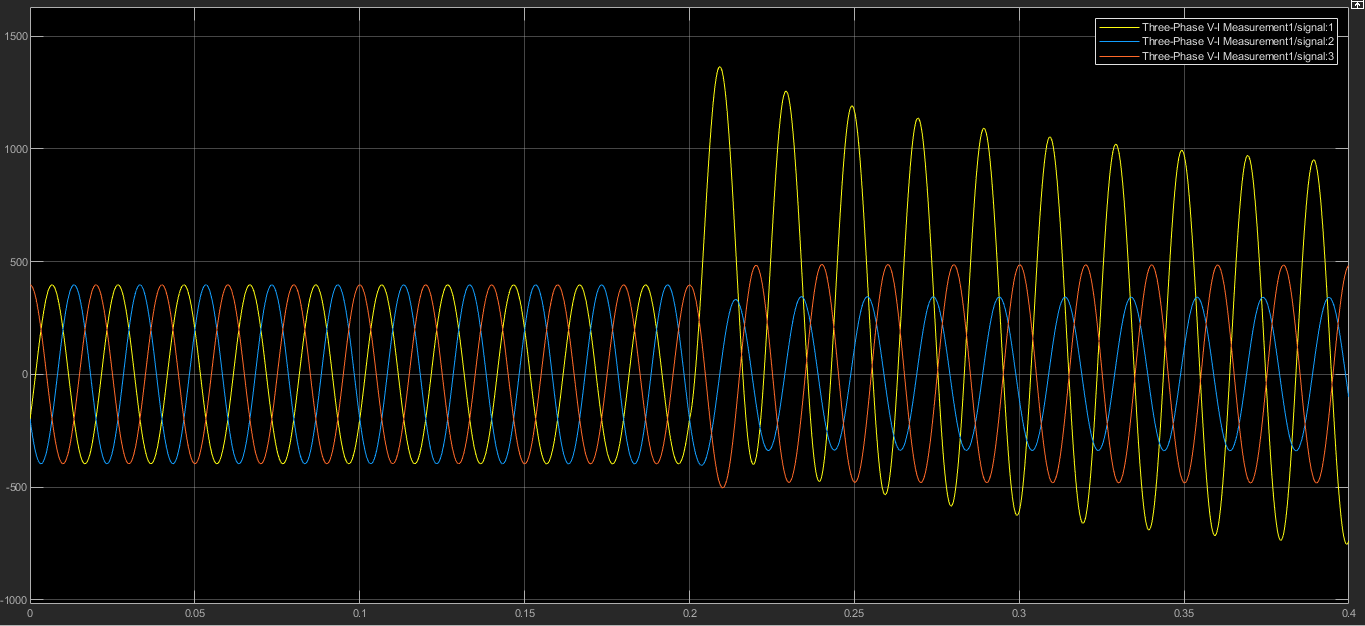 Three-Phase V-I Measurement1/signal:1
Three-Phase V-I Measurement1/signal:2
Three-Phase V-I Measurement1/signal:3
1500
1000
500
0
-500
-1000
0 0.05 0.1 0.15 0.2 0.25 0.3 0.35 0.4